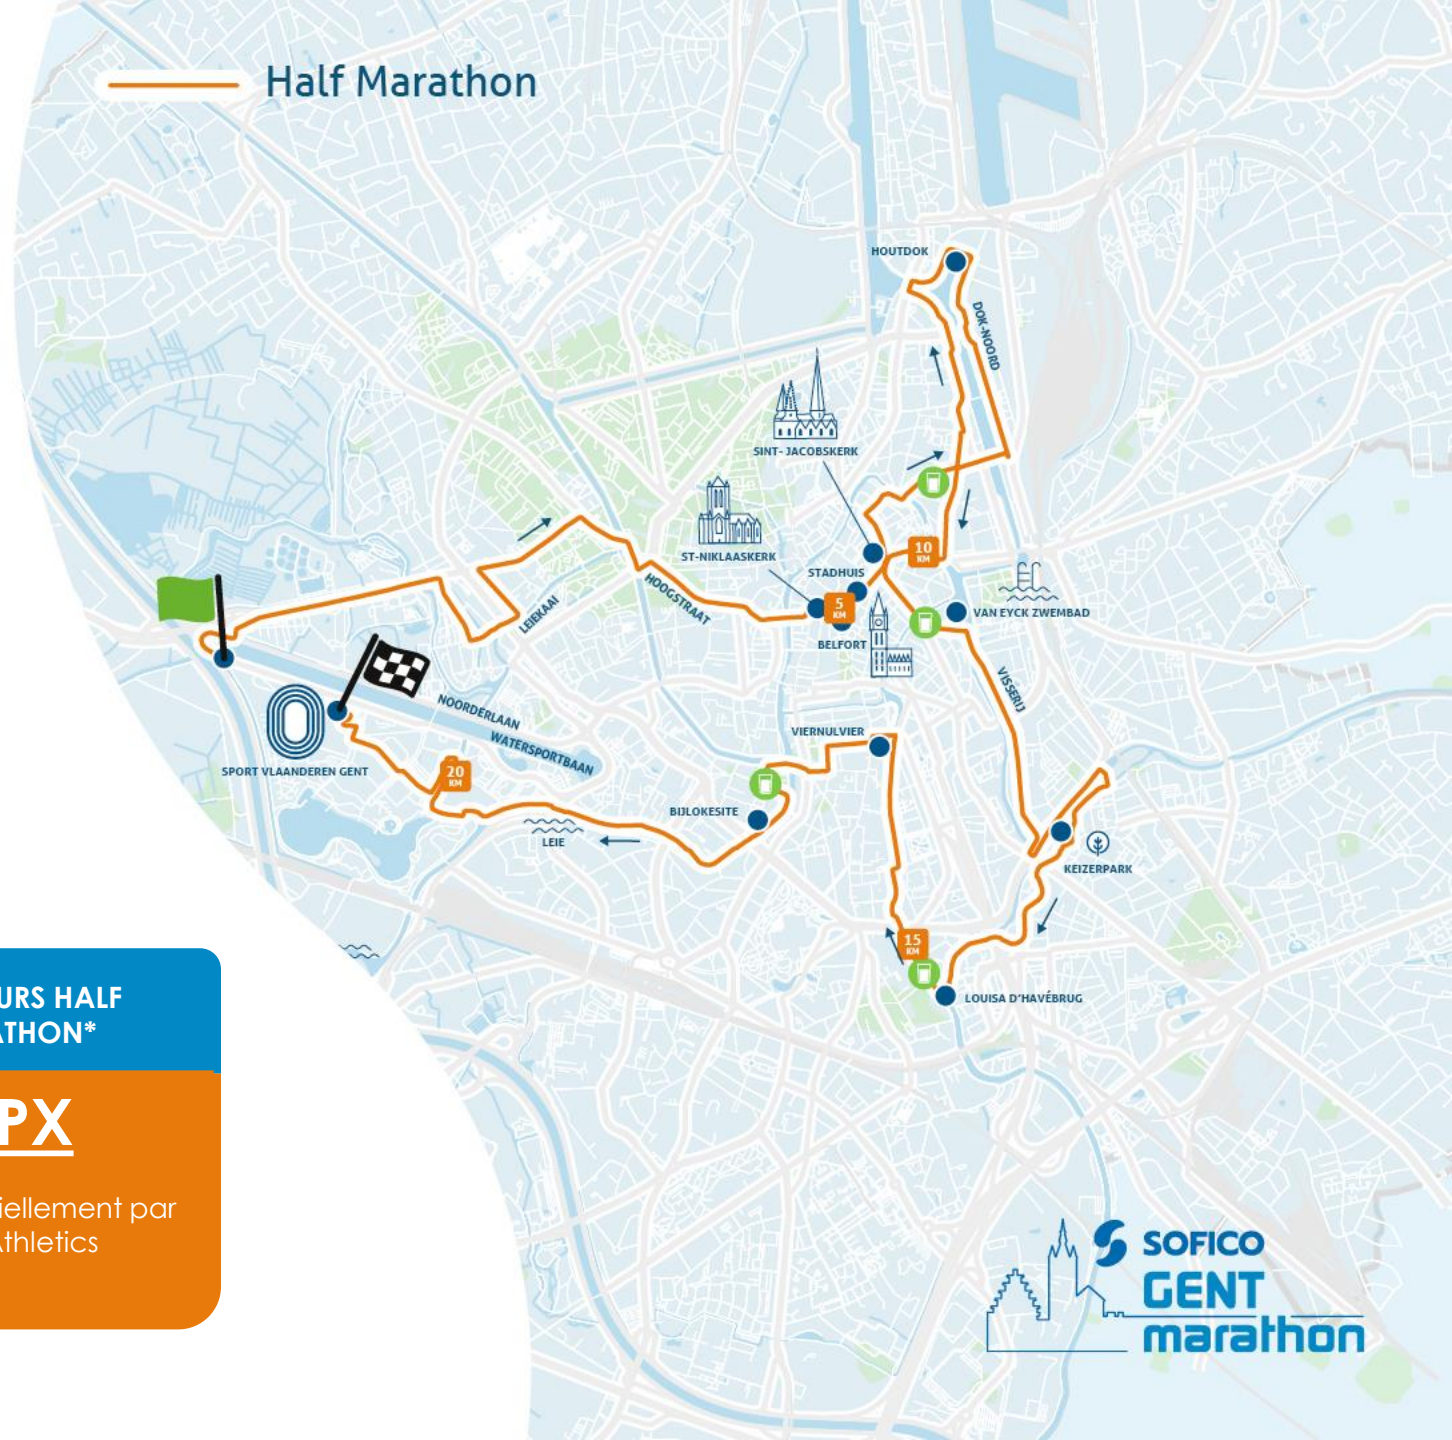 Half Marathon
HOUTDOK
DOK-NOORD
SINT- JACOBSKERK
ST-NIKLAASKERK
STADHUIS
10
KM
5
KM
VAN EYCK ZWEMBAD
BELFORT
HOOGSTRAAT
LEIEKAAI
VISSERIJ
NOORDERLAAN
WATERSPORTBAAN
VIERNULVIER
SPORT VLAANDEREN GENT
20
KM
BIJLOKESITE
LEIE
KEIZERPARK
15
KM
LOUISA D'HAVÉBRUG
URS HALF
ATHON*
PX
iellement par
Athletics
SOFICO
GENT
marathon